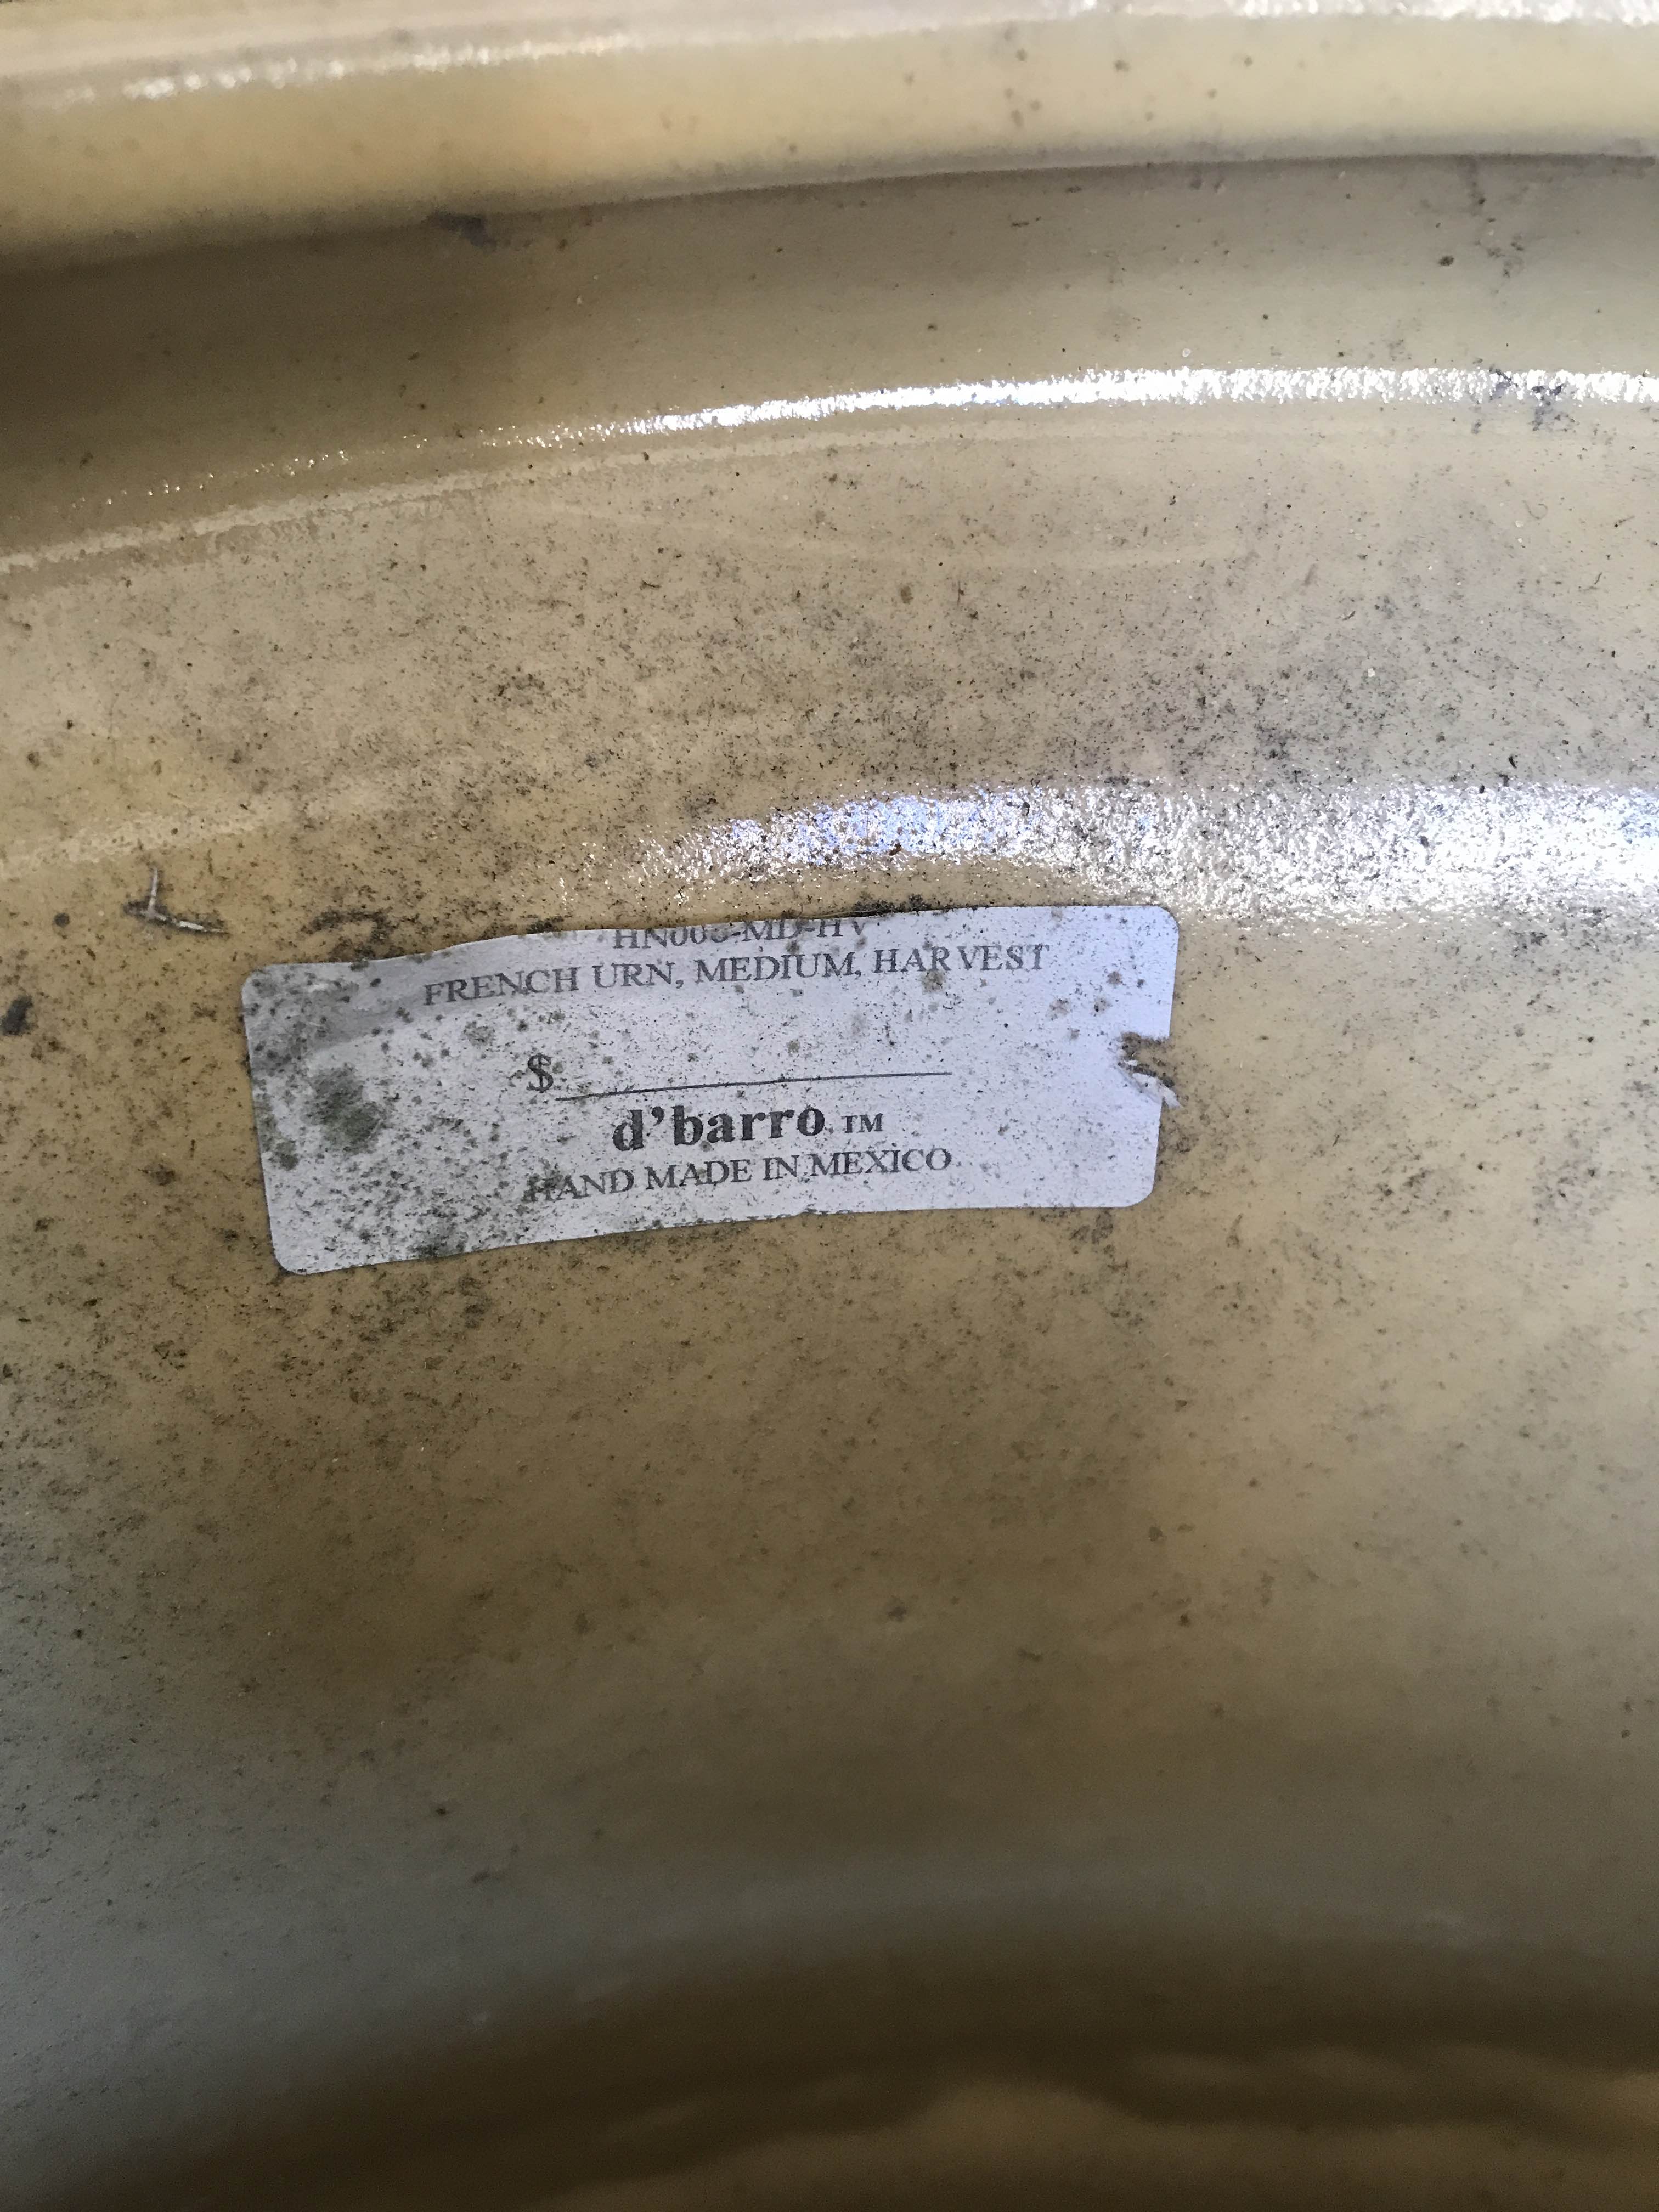 FRENCH URN, MEDIUM, HARVEST
$
d'barro TM
HAND MADE IN MEXICO